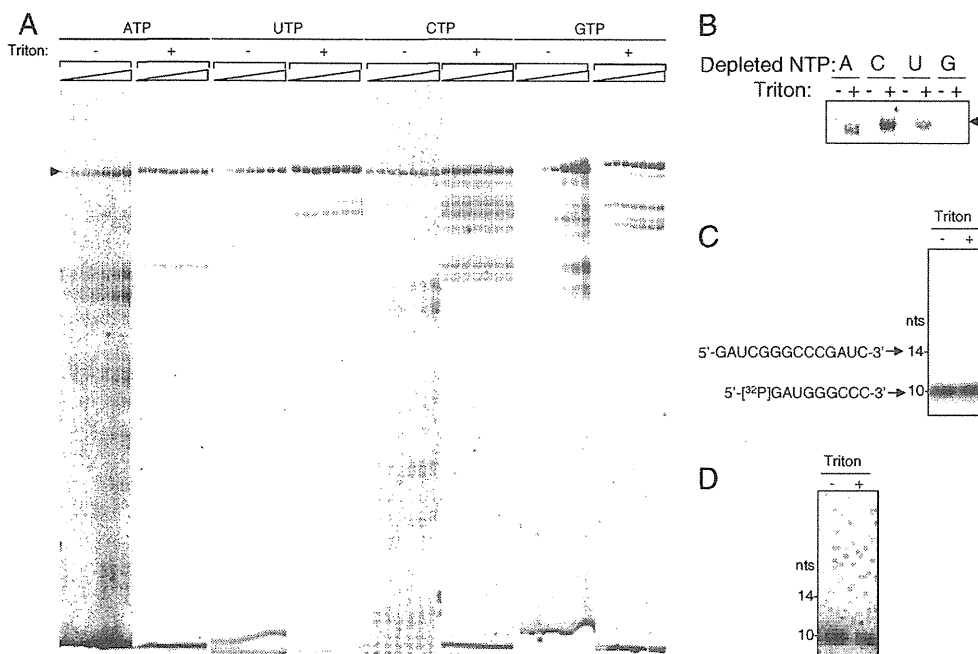 A
ATP UTP CTP GTP
Triton: - + - + - + - +
B
Depleted NTP: A C U G
Triton: - + - + - + - +
C
Triton
- +
nts
5'-GAUCGGGCCCGAUC-3' 14
5'-[³²P]GAUGGGCCC-3' 10
D
Triton
- +
nts
14
10